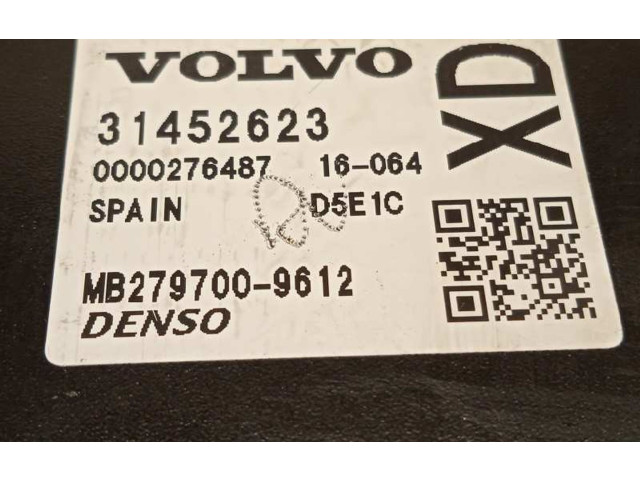 VOLVO
31452623
0000276487 16-064
SPAIN D5E1C
MB279700-9612
DENSO
XD